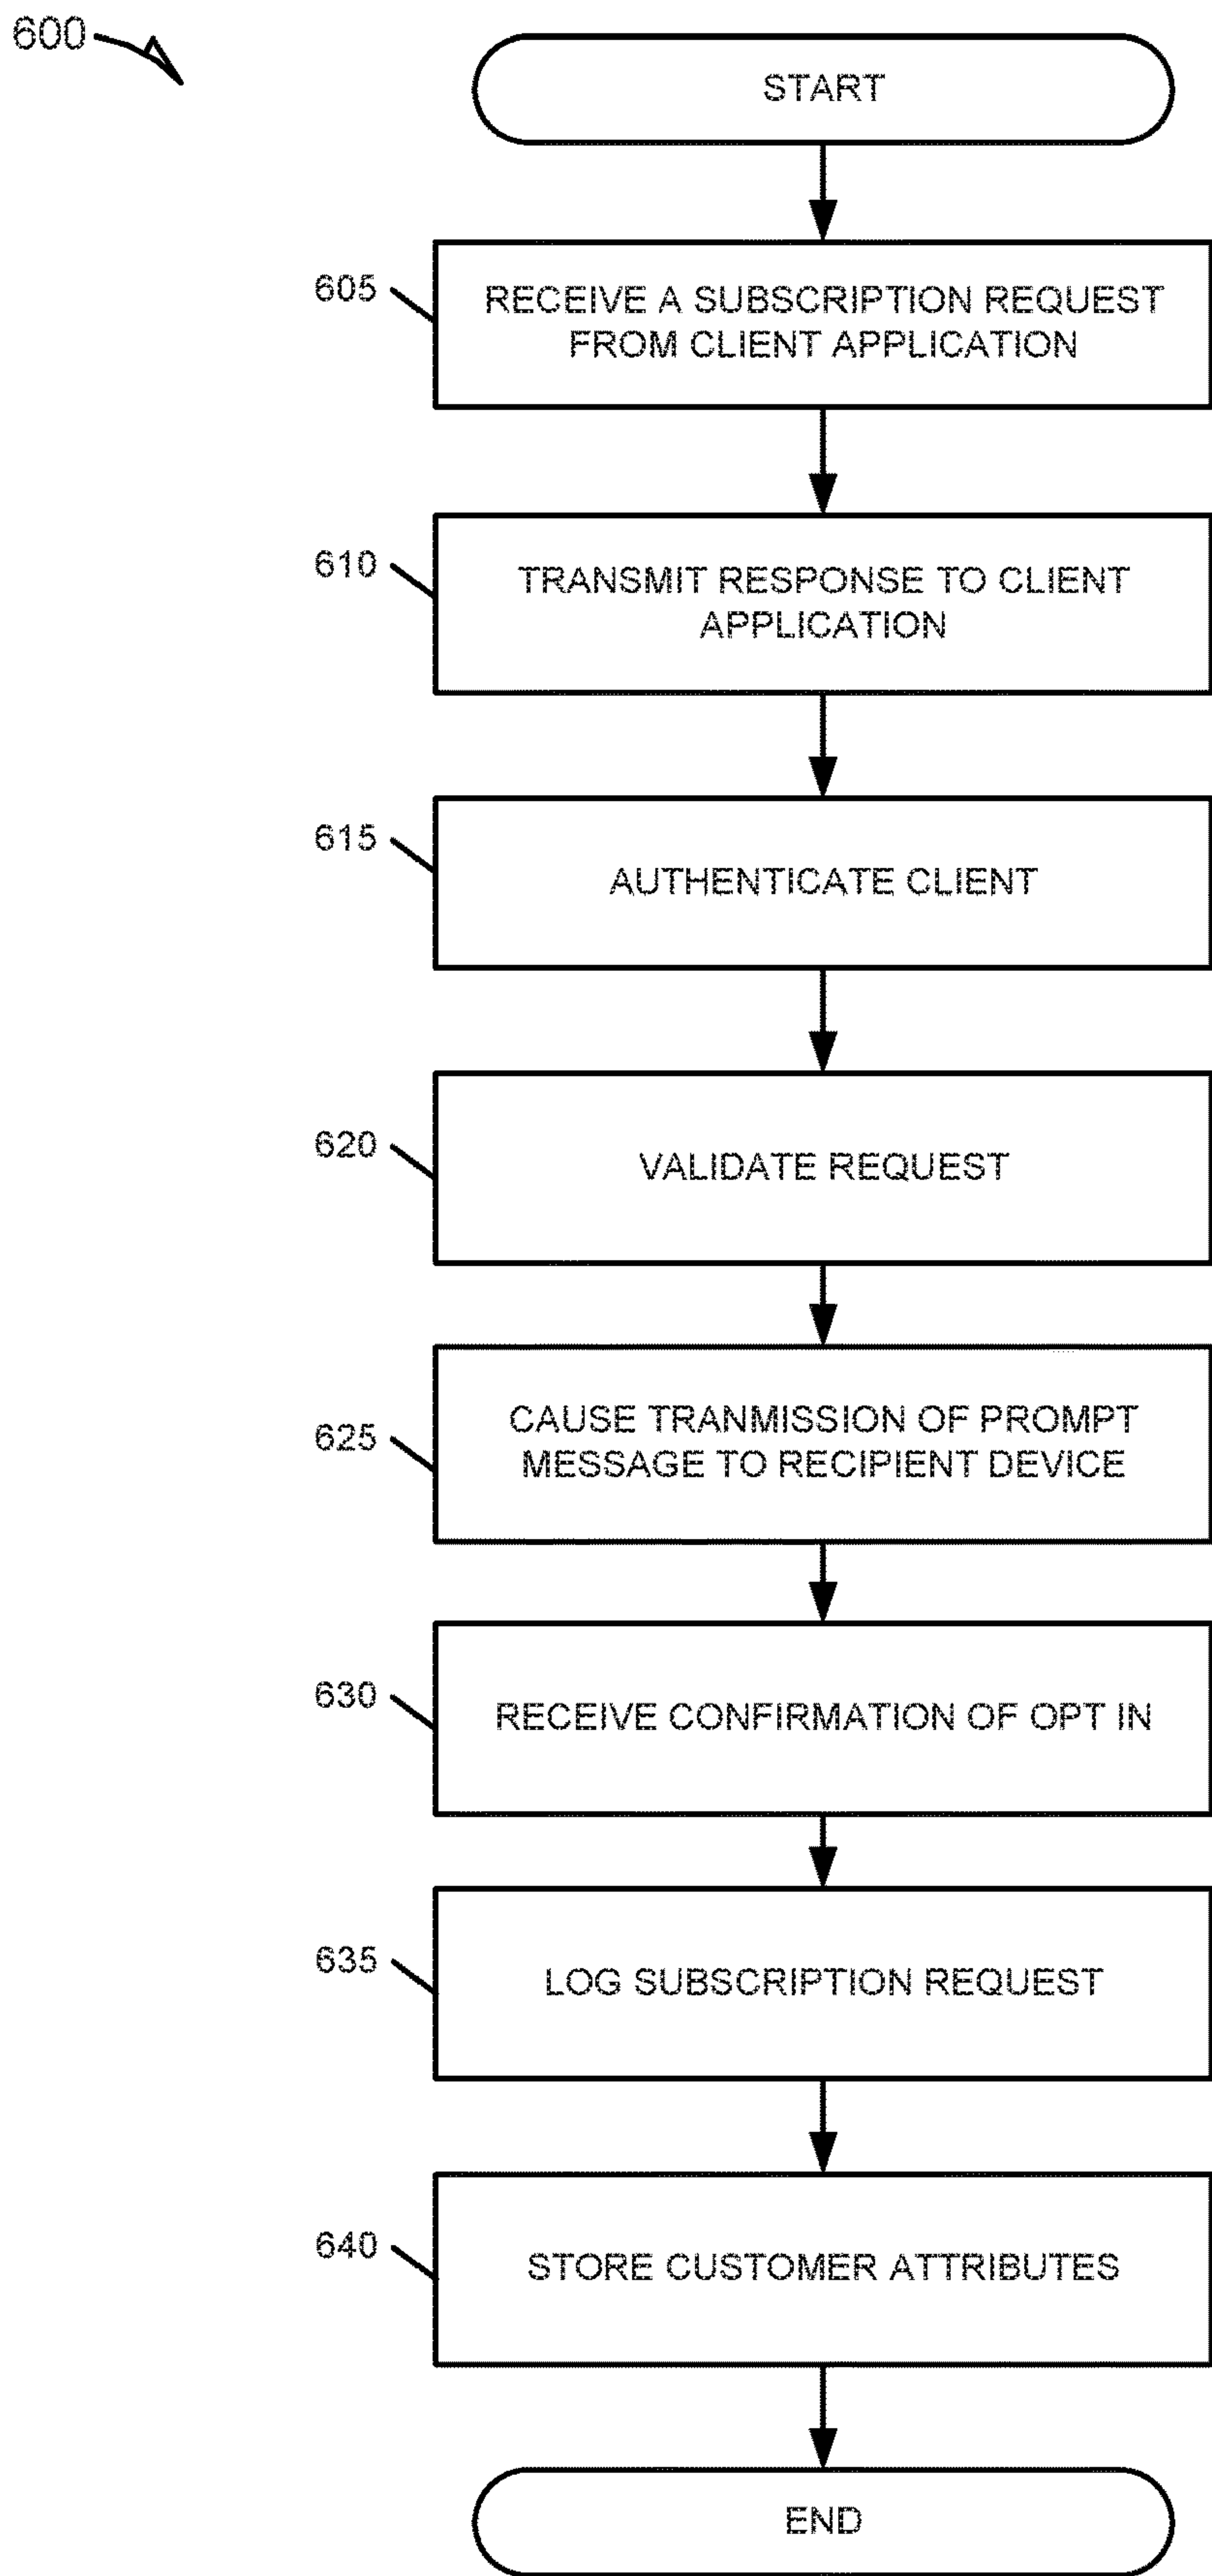 600
START
605
RECEIVE A SUBSCRIPTION REQUEST
FROM CLIENT APPLICATION
610
TRANSMIT RESPONSE TO CLIENT
APPLICATION
615
AUTHENTICATE CLIENT
620
VALIDATE REQUEST
625
CAUSE TRANMISSION OF PROMPT
MESSAGE TO RECIPIENT DEVICE
630
RECEIVE CONFIRMATION OF OPT IN
635
LOG SUBSCRIPTION REQUEST
640
STORE CUSTOMER ATTRIBUTES
END